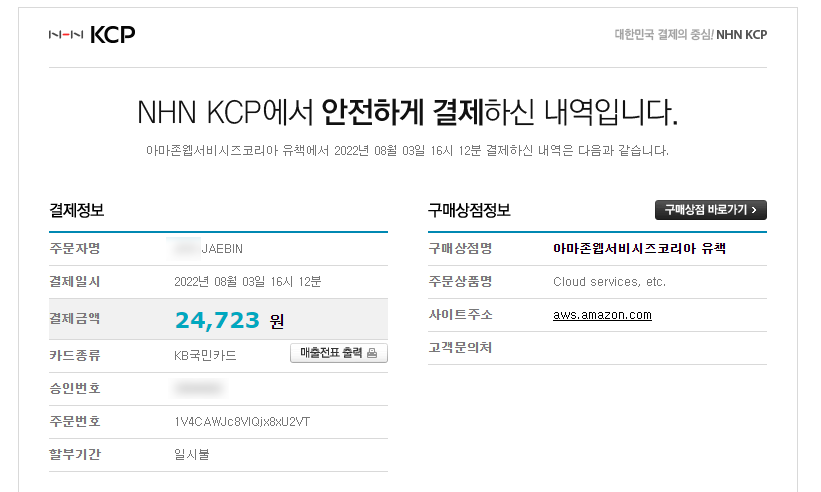 NHN KCP
대한민국 결제의 중심! NHN KCP
NHN KCP에서 안전하게 결제하신 내역입니다.
아마존웹서비시즈코리아 유책에서 2022년 08월 03일 16시 12분 결제하신 내역은 다음과 같습니다.
결제정보
주문자명 JAEBIN
결제일시 2022년 08월 03일 16시 12분
결제금액 24,723 원
카드종류 KB국민카드 매출전표 출력
승인번호
주문번호 1V4CAWJc8VIQjx8xU2VT
할부기간 일시불
구매상점정보 구매상점 바로가기 >
구매상점명 아마존웹서비시즈코리아 유책
주문상품명 Cloud services, etc.
사이트주소 aws.amazon.com
고객문의처